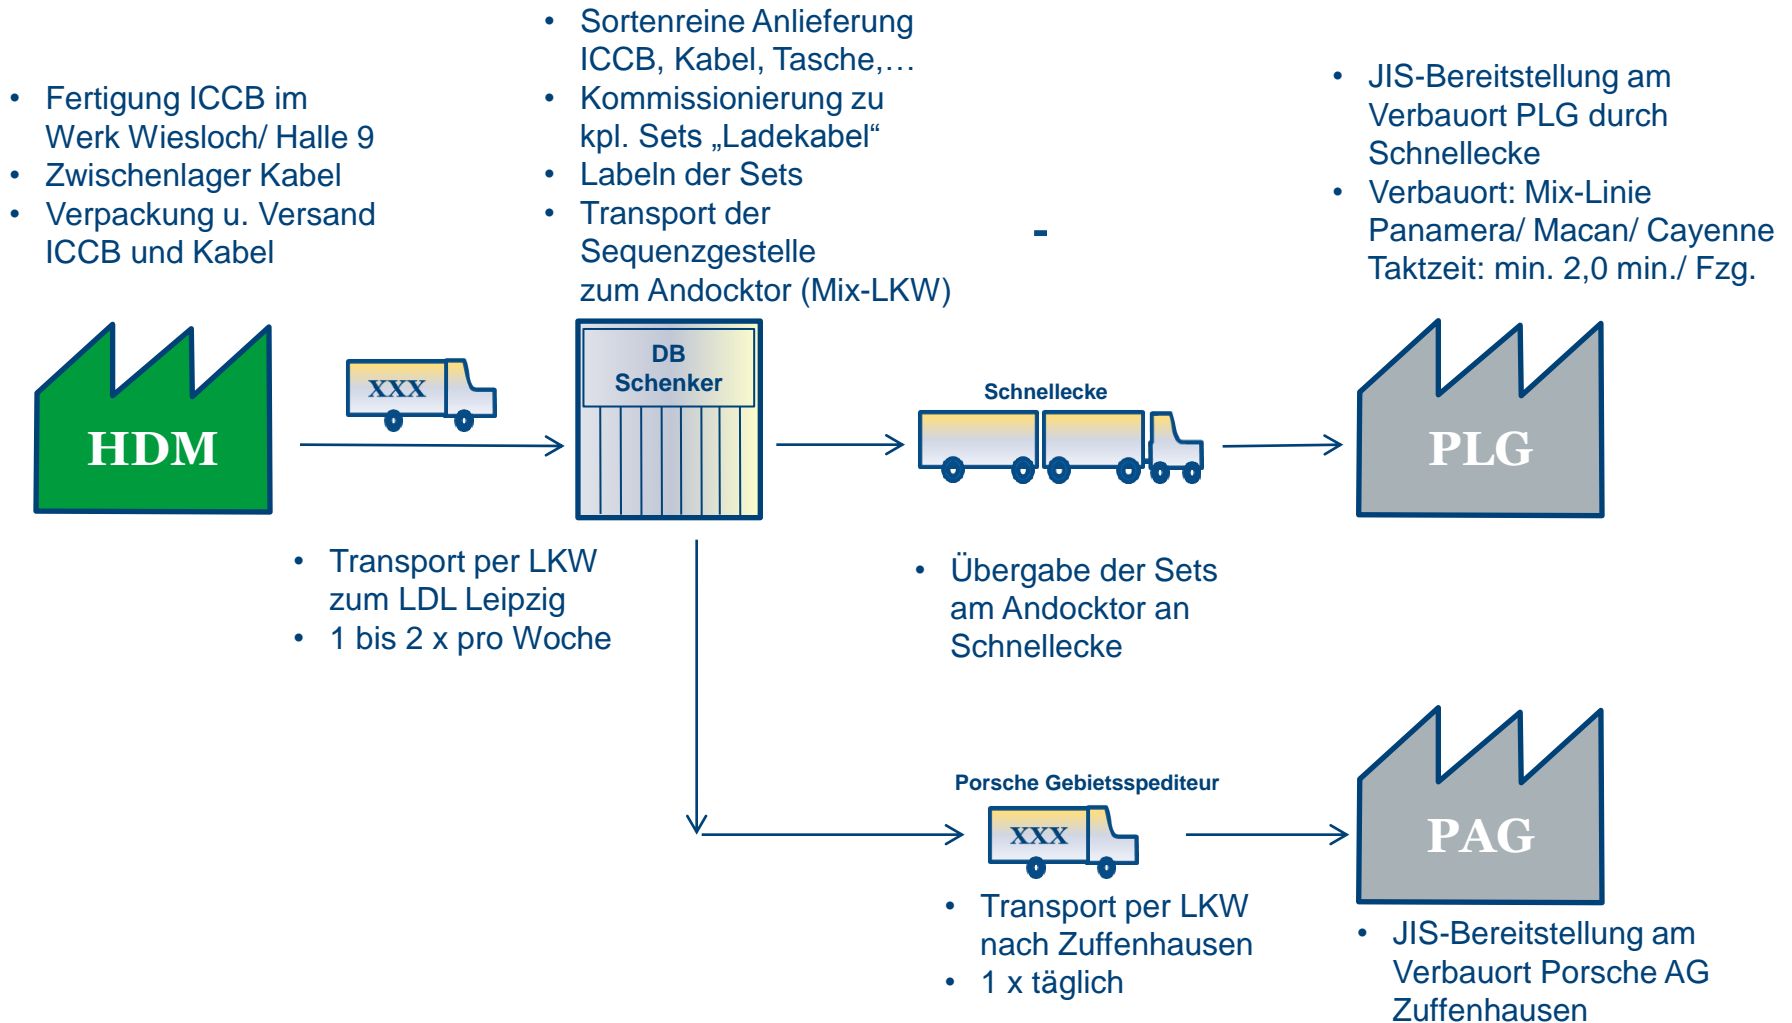 • Fertigung ICCB im
Werk Wiesloch/ Halle 9
• Zwischenlager Kabel
• Verpackung u. Versand
ICCB und Kabel
• Sortenreine Anlieferung
ICCB, Kabel, Tasche,…
• Kommissionierung zu
kpl. Sets „Ladekabel“
• Labeln der Sets
• Transport der
Sequenzgestelle
zum Andocktor (Mix-LKW)
-
• JIS-Bereitstellung am
Verbauort PLG durch
Schnellecke
• Verbauort: Mix-Linie
Panamera/ Macan/ Cayenne
Taktzeit: min. 2,0 min./ Fzg.
HDM
XXX
DB
Schenker
Schnellecke
PLG
• Transport per LKW
zum LDL Leipzig
• 1 bis 2 x pro Woche
• Übergabe der Sets
am Andocktor an
Schnellecke
Porsche Gebietsspediteur
XXX
PAG
• Transport per LKW
nach Zuffenhausen
• 1 x täglich
• JIS-Bereitstellung am
Verbauort Porsche AG
Zuffenhausen